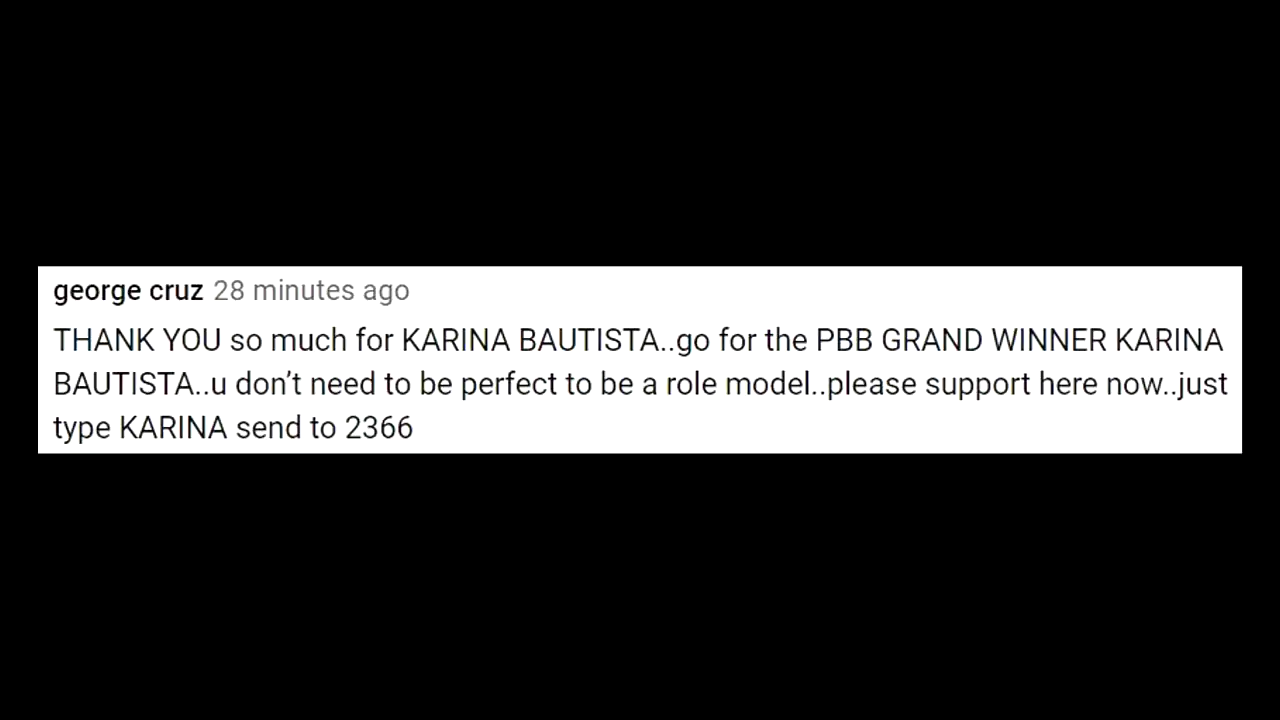 george cruz 28 minutes ago
THANK YOU so much for KARINA BAUTISTA..go for the PBB GRAND WINNER KARINA
BAUTISTA..u don’t need to be perfect to be a role model..please support here now..just
type KARINA send to 2366